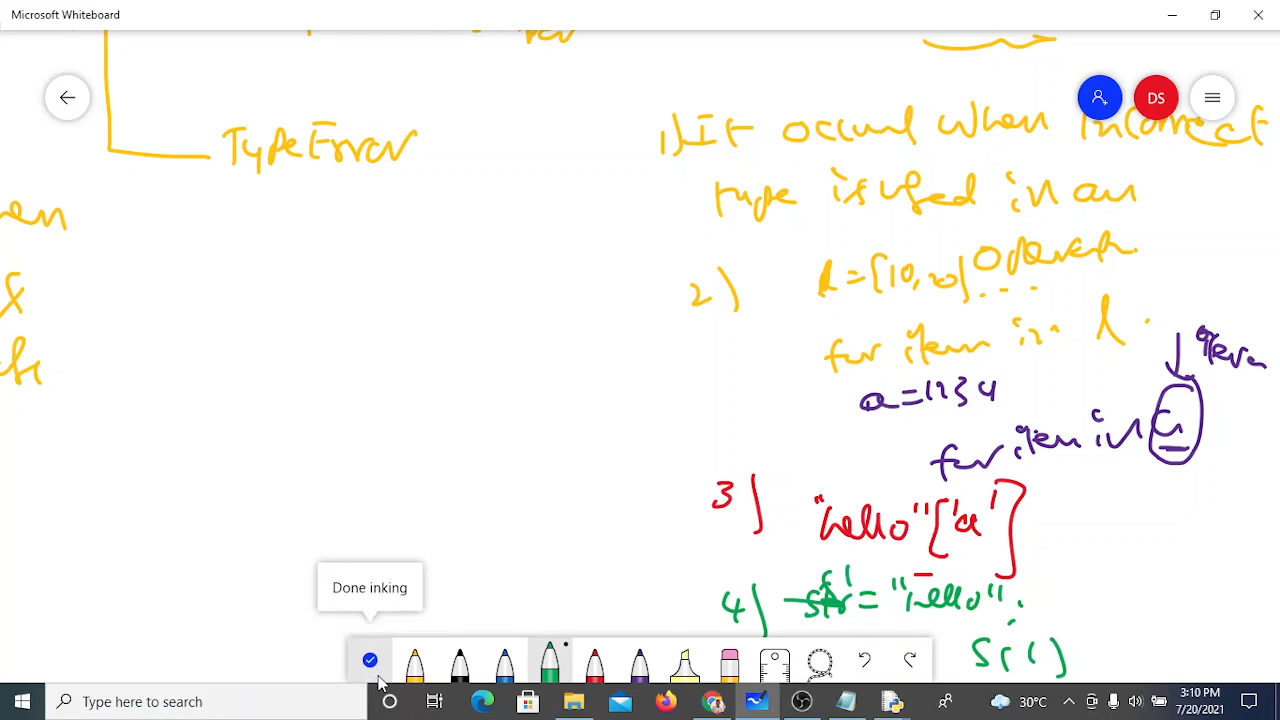 Microsoft Whiteboard
DS
TypeError
1) It occurs when incorrect
type is used in an
operation
2) l = [10, 20]
for item in l
a = 1234
for item in a
3) "hello"['a']
4) = "hello"
s1()
Done inking
Type here to search
30°C
3:10 PM
7/20/2021